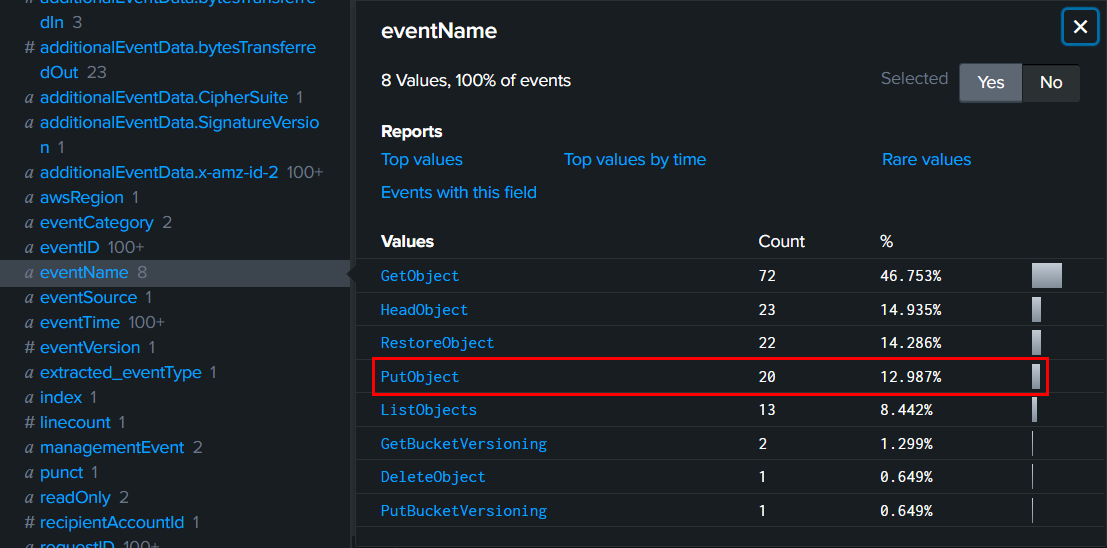 additionalEventData.bytesTransferre
dIn 3
# additionalEventData.bytesTransferre
dOut 23
a additionalEventData.CipherSuite 1
a additionalEventData.SignatureVersio
n 1
a additionalEventData.x-amz-id-2 100+
a awsRegion 1
a eventCategory 2
a eventID 100+
a eventName 8
a eventSource 1
a eventTime 100+
# eventVersion 1
a extracted_eventType 1
a index 1
# linecount 1
a managementEvent 2
a punct 1
a readOnly 2
# recipientAccountId 1
a requestID 100+
eventName
8 Values, 100% of events
Selected Yes No
Reports
Top values Top values by time Rare values
Events with this field
Values Count %
GetObject 72 46.753%
HeadObject 23 14.935%
RestoreObject 22 14.286%
PutObject 20 12.987%
ListObjects 13 8.442%
GetBucketVersioning 2 1.299%
DeleteObject 1 0.649%
PutBucketVersioning 1 0.649%